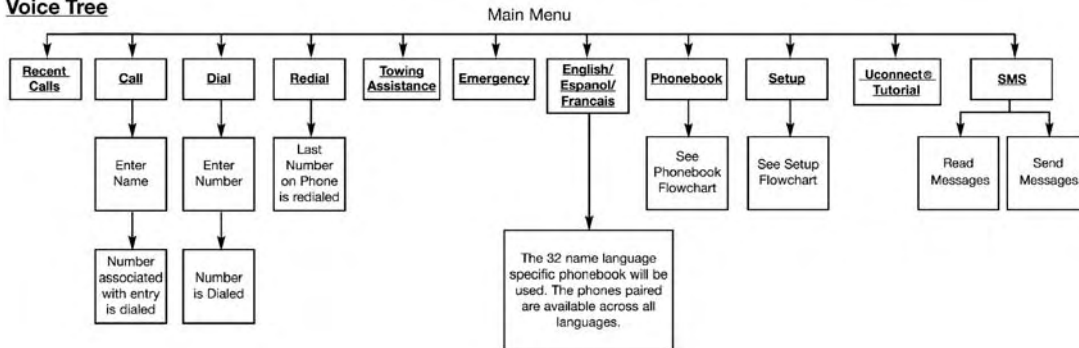 Voice Tree
Main Menu
Recent
Calls
Call
Dial
Redial
Towing
Assistance
Emergency
English/
Espanol/
Francais
Phonebook
Setup
Uconnect®
Tutorial
SMS
Enter
Name
Enter
Number
Last
Number
on Phone
is redialed
See
Phonebook
Flowchart
See Setup
Flowchart
Read
Messages
Send
Messages
Number
associated
with entry
is dialed
Number
is Dialed
The 32 name language
specific phonebook will be
used. The phones paired
are available across all
languages.